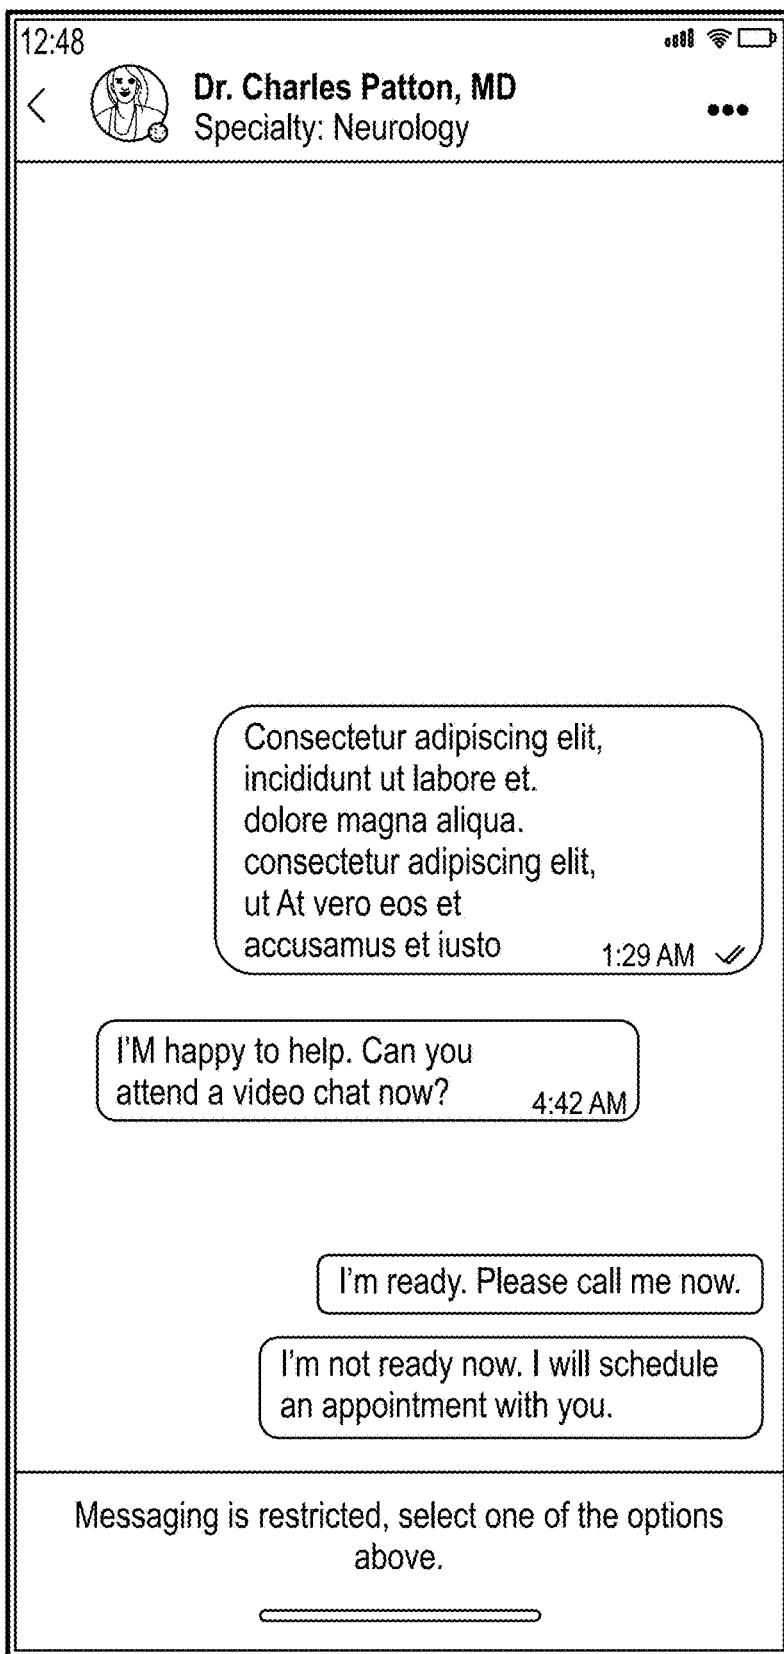 12:48
Dr. Charles Patton, MD
Specialty: Neurology
Consectetur adipiscing elit,
incididunt ut labore et.
dolore magna aliqua.
consectetur adipiscing elit,
ut At vero eos et
accusamus et iusto
1:29 AM
I'M happy to help. Can you
attend a video chat now?
4:42 AM
I'm ready. Please call me now.
I'm not ready now. I will schedule
an appointment with you.
Messaging is restricted, select one of the options
above.